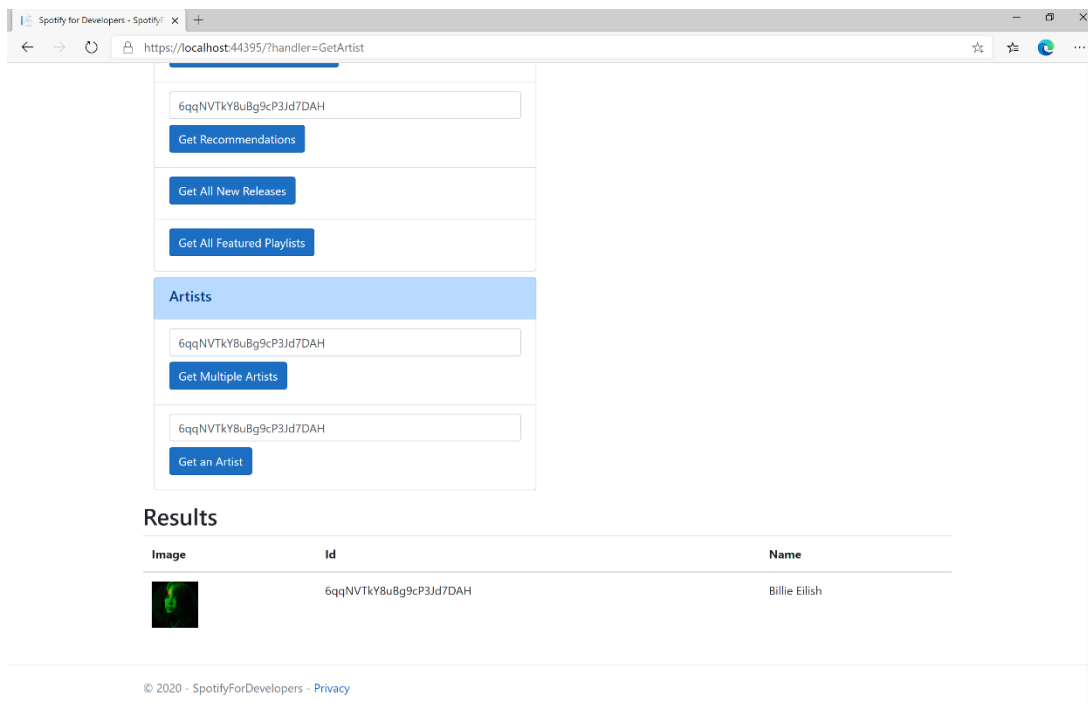 Spotify for Developers - Spotify
https://localhost:44395/?handler=GetArtist
6qqNVTkY8uBg9cP3Jd7DAH
Get Recommendations
Get All New Releases
Get All Featured Playlists
Artists
6qqNVTkY8uBg9cP3Jd7DAH
Get Multiple Artists
6qqNVTkY8uBg9cP3Jd7DAH
Get an Artist
Results
Image Id Name
6qqNVTkY8uBg9cP3Jd7DAH Billie Eilish
© 2020 - SpotifyForDevelopers - Privacy